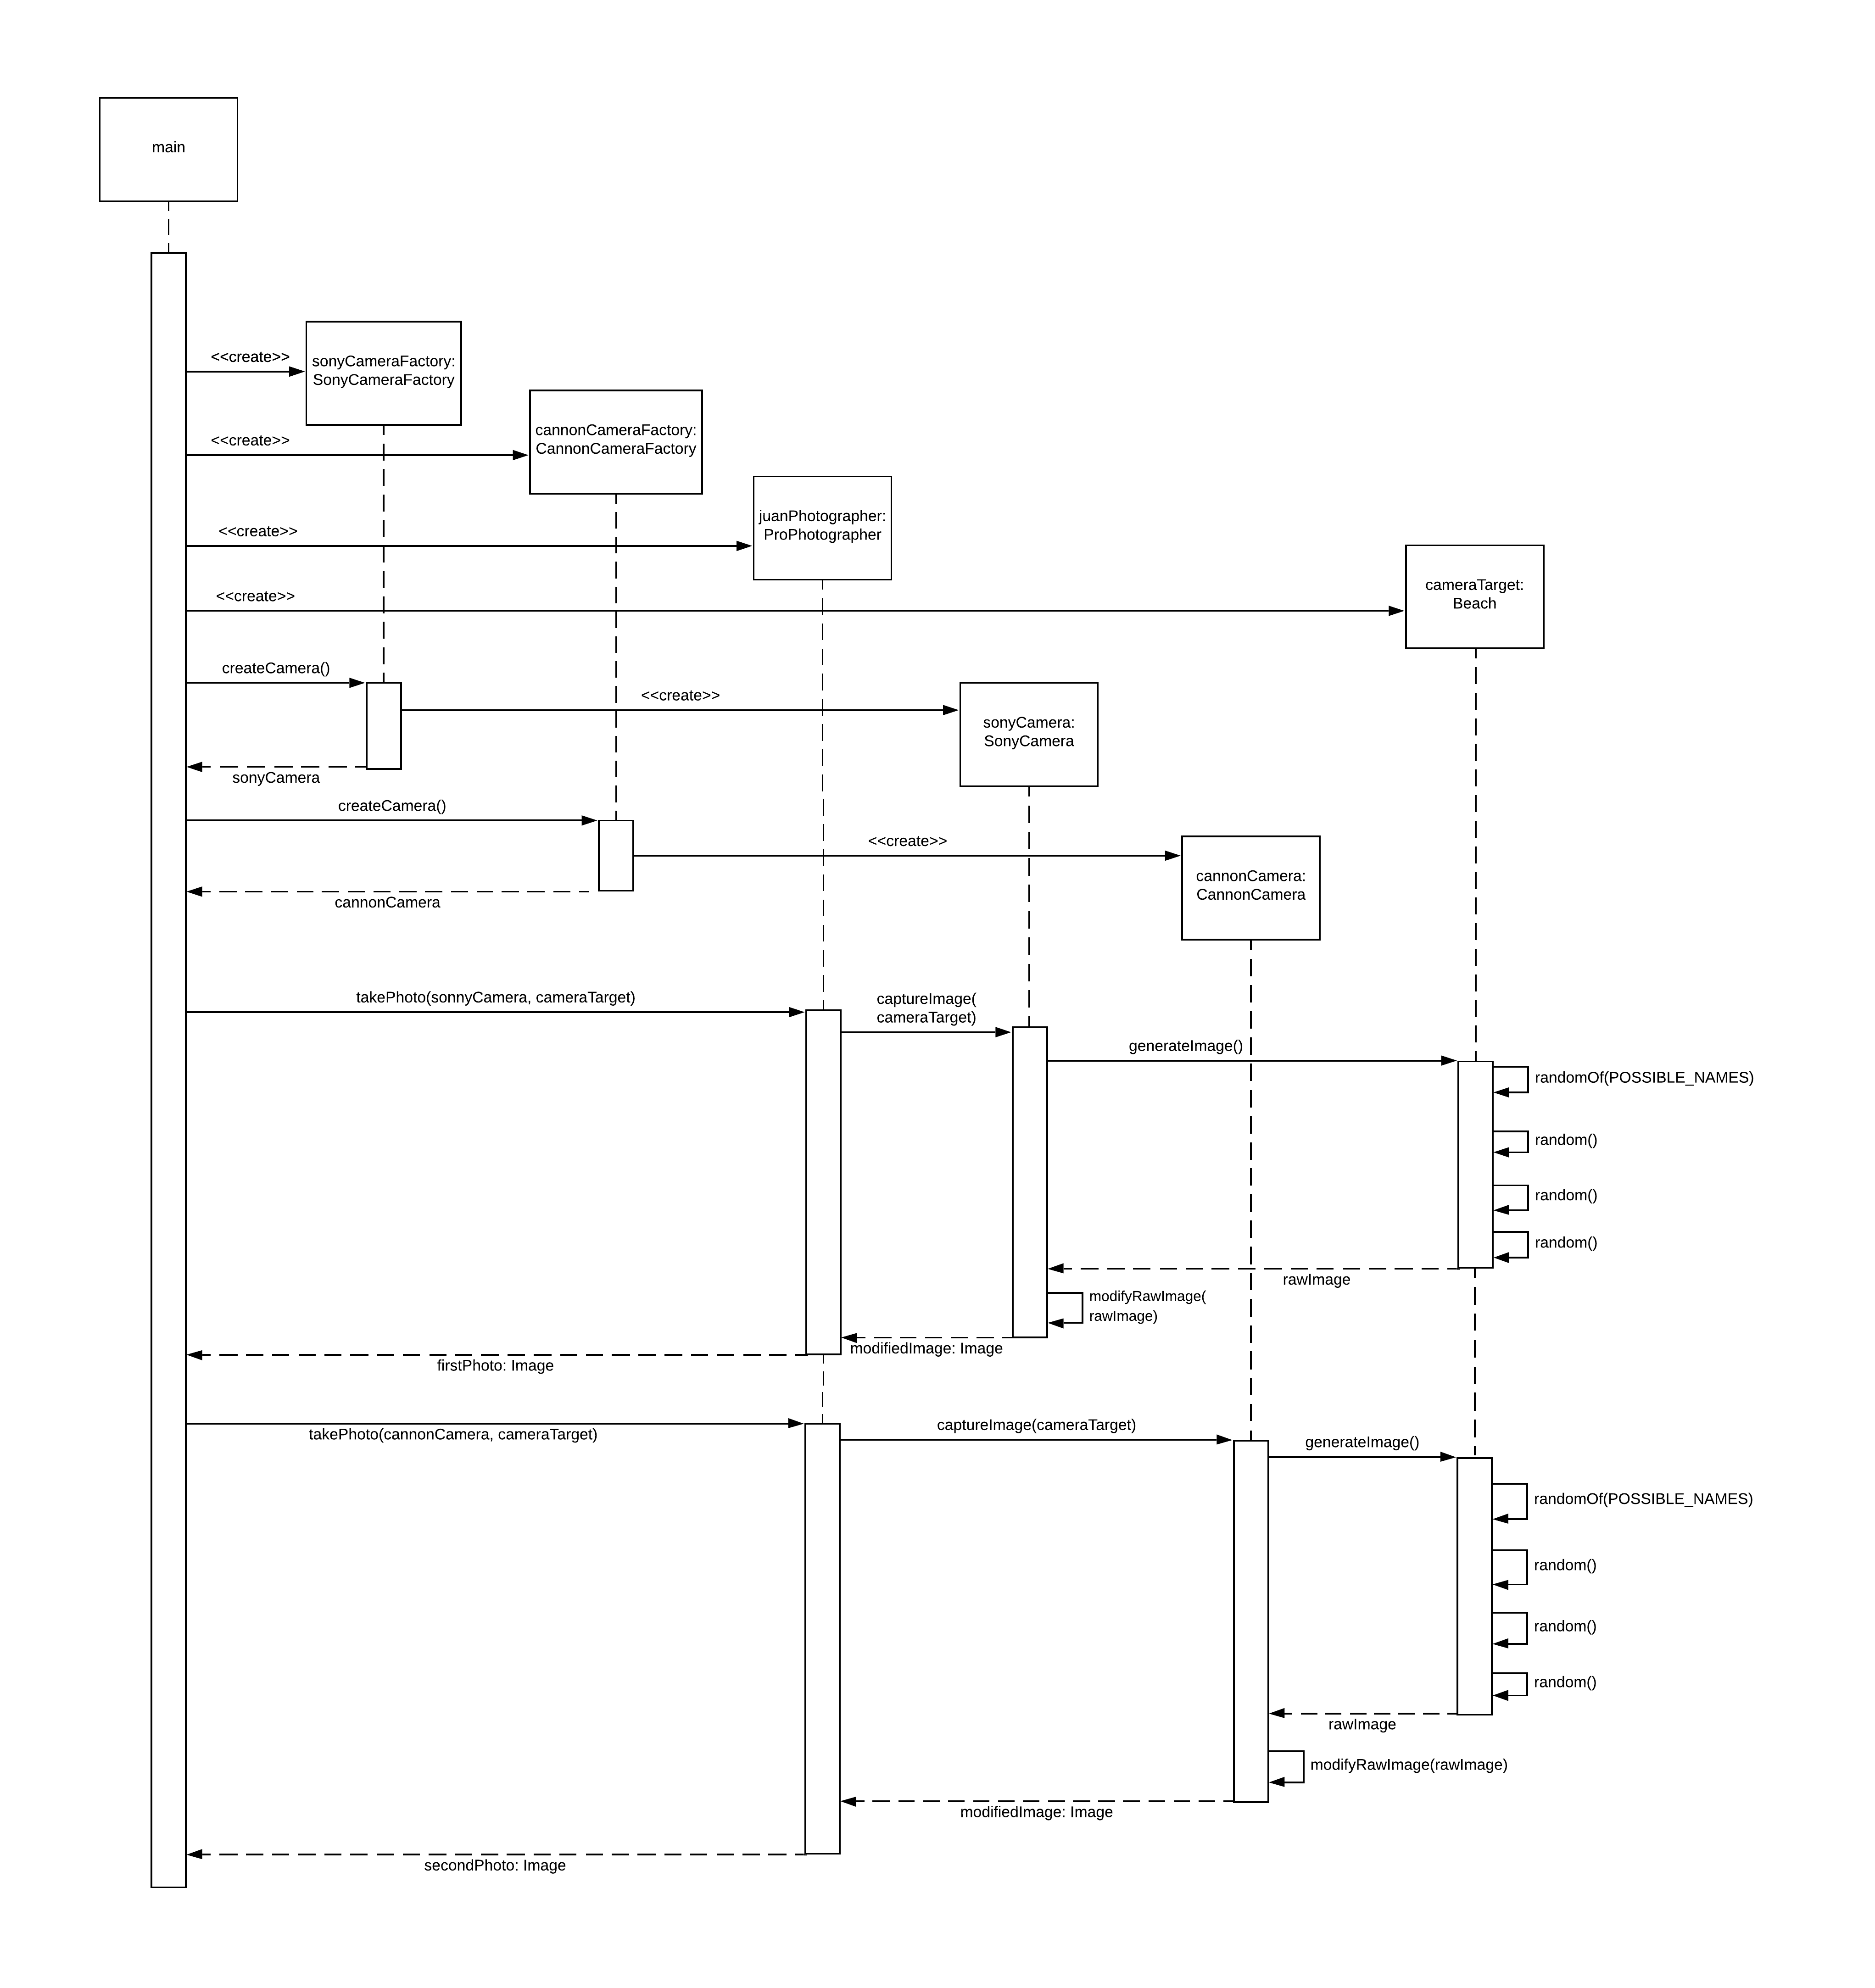 main
<<create>>
sonyCameraFactory:
SonyCameraFactory
<<create>>
cannonCameraFactory:
CannonCameraFactory
<<create>>
juanPhotographer:
ProPhotographer
<<create>>
cameraTarget:
Beach
createCamera()
<<create>>
sonyCamera:
SonyCamera
sonyCamera
createCamera()
<<create>>
cannonCamera:
CannonCamera
cannonCamera
takePhoto(sonnyCamera, cameraTarget)
captureImage(
cameraTarget)
generateImage()
randomOf(POSSIBLE_NAMES)
random()
random()
random()
rawImage
modifyRawImage(
rawImage)
modifiedImage: Image
firstPhoto: Image
takePhoto(cannonCamera, cameraTarget)
captureImage(cameraTarget)
generateImage()
randomOf(POSSIBLE_NAMES)
random()
random()
random()
rawImage
modifyRawImage(rawImage)
modifiedImage: Image
secondPhoto: Image